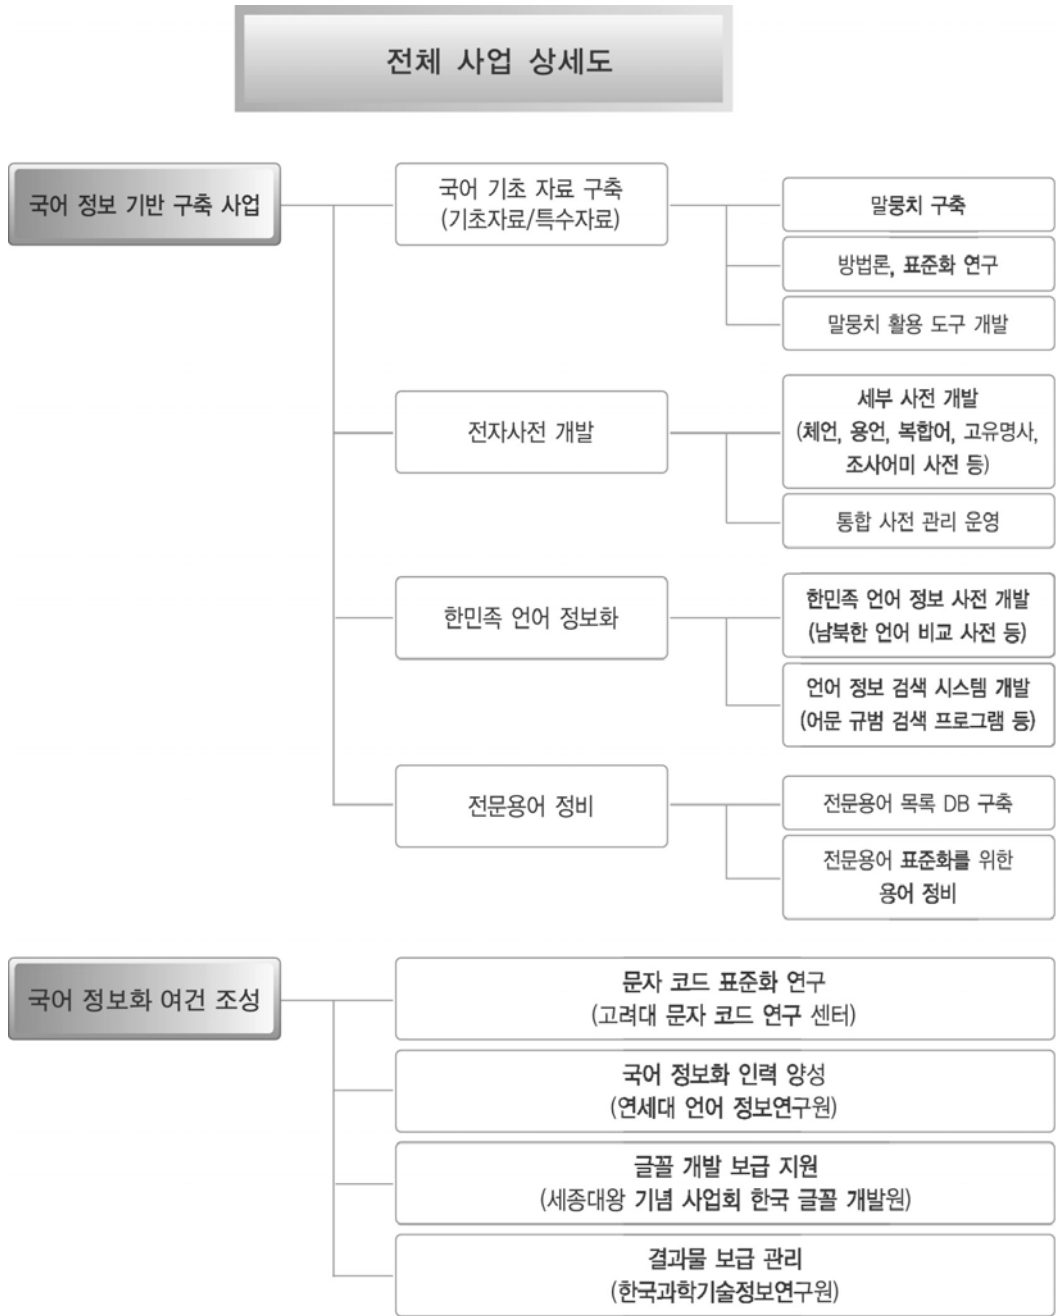 전체 사업 상세도
국어 정보 기반 구축 사업
국어 기초 자료 구축
(기초자료/특수자료)
말뭉치 구축
방법론, 표준화 연구
말뭉치 활용 도구 개발
전자사전 개발
세부 사전 개발
(체언, 용언, 복합어, 고유명사,
조사어미 사전 등)
통합 사전 관리 운영
한민족 언어 정보화
한민족 언어 정보 사전 개발
(남북한 언어 비교 사전 등)
언어 정보 검색 시스템 개발
(어문 규범 검색 프로그램 등)
전문용어 정비
전문용어 목록 DB 구축
전문용어 표준화를 위한
용어 정비
국어 정보화 여건 조성
문자 코드 표준화 연구
(고려대 문자 코드 연구 센터)
국어 정보화 인력 양성
(연세대 언어 정보연구원)
글꼴 개발 보급 지원
(세종대왕 기념 사업회 한국 글꼴 개발원)
결과물 보급 관리
(한국과학기술정보연구원)